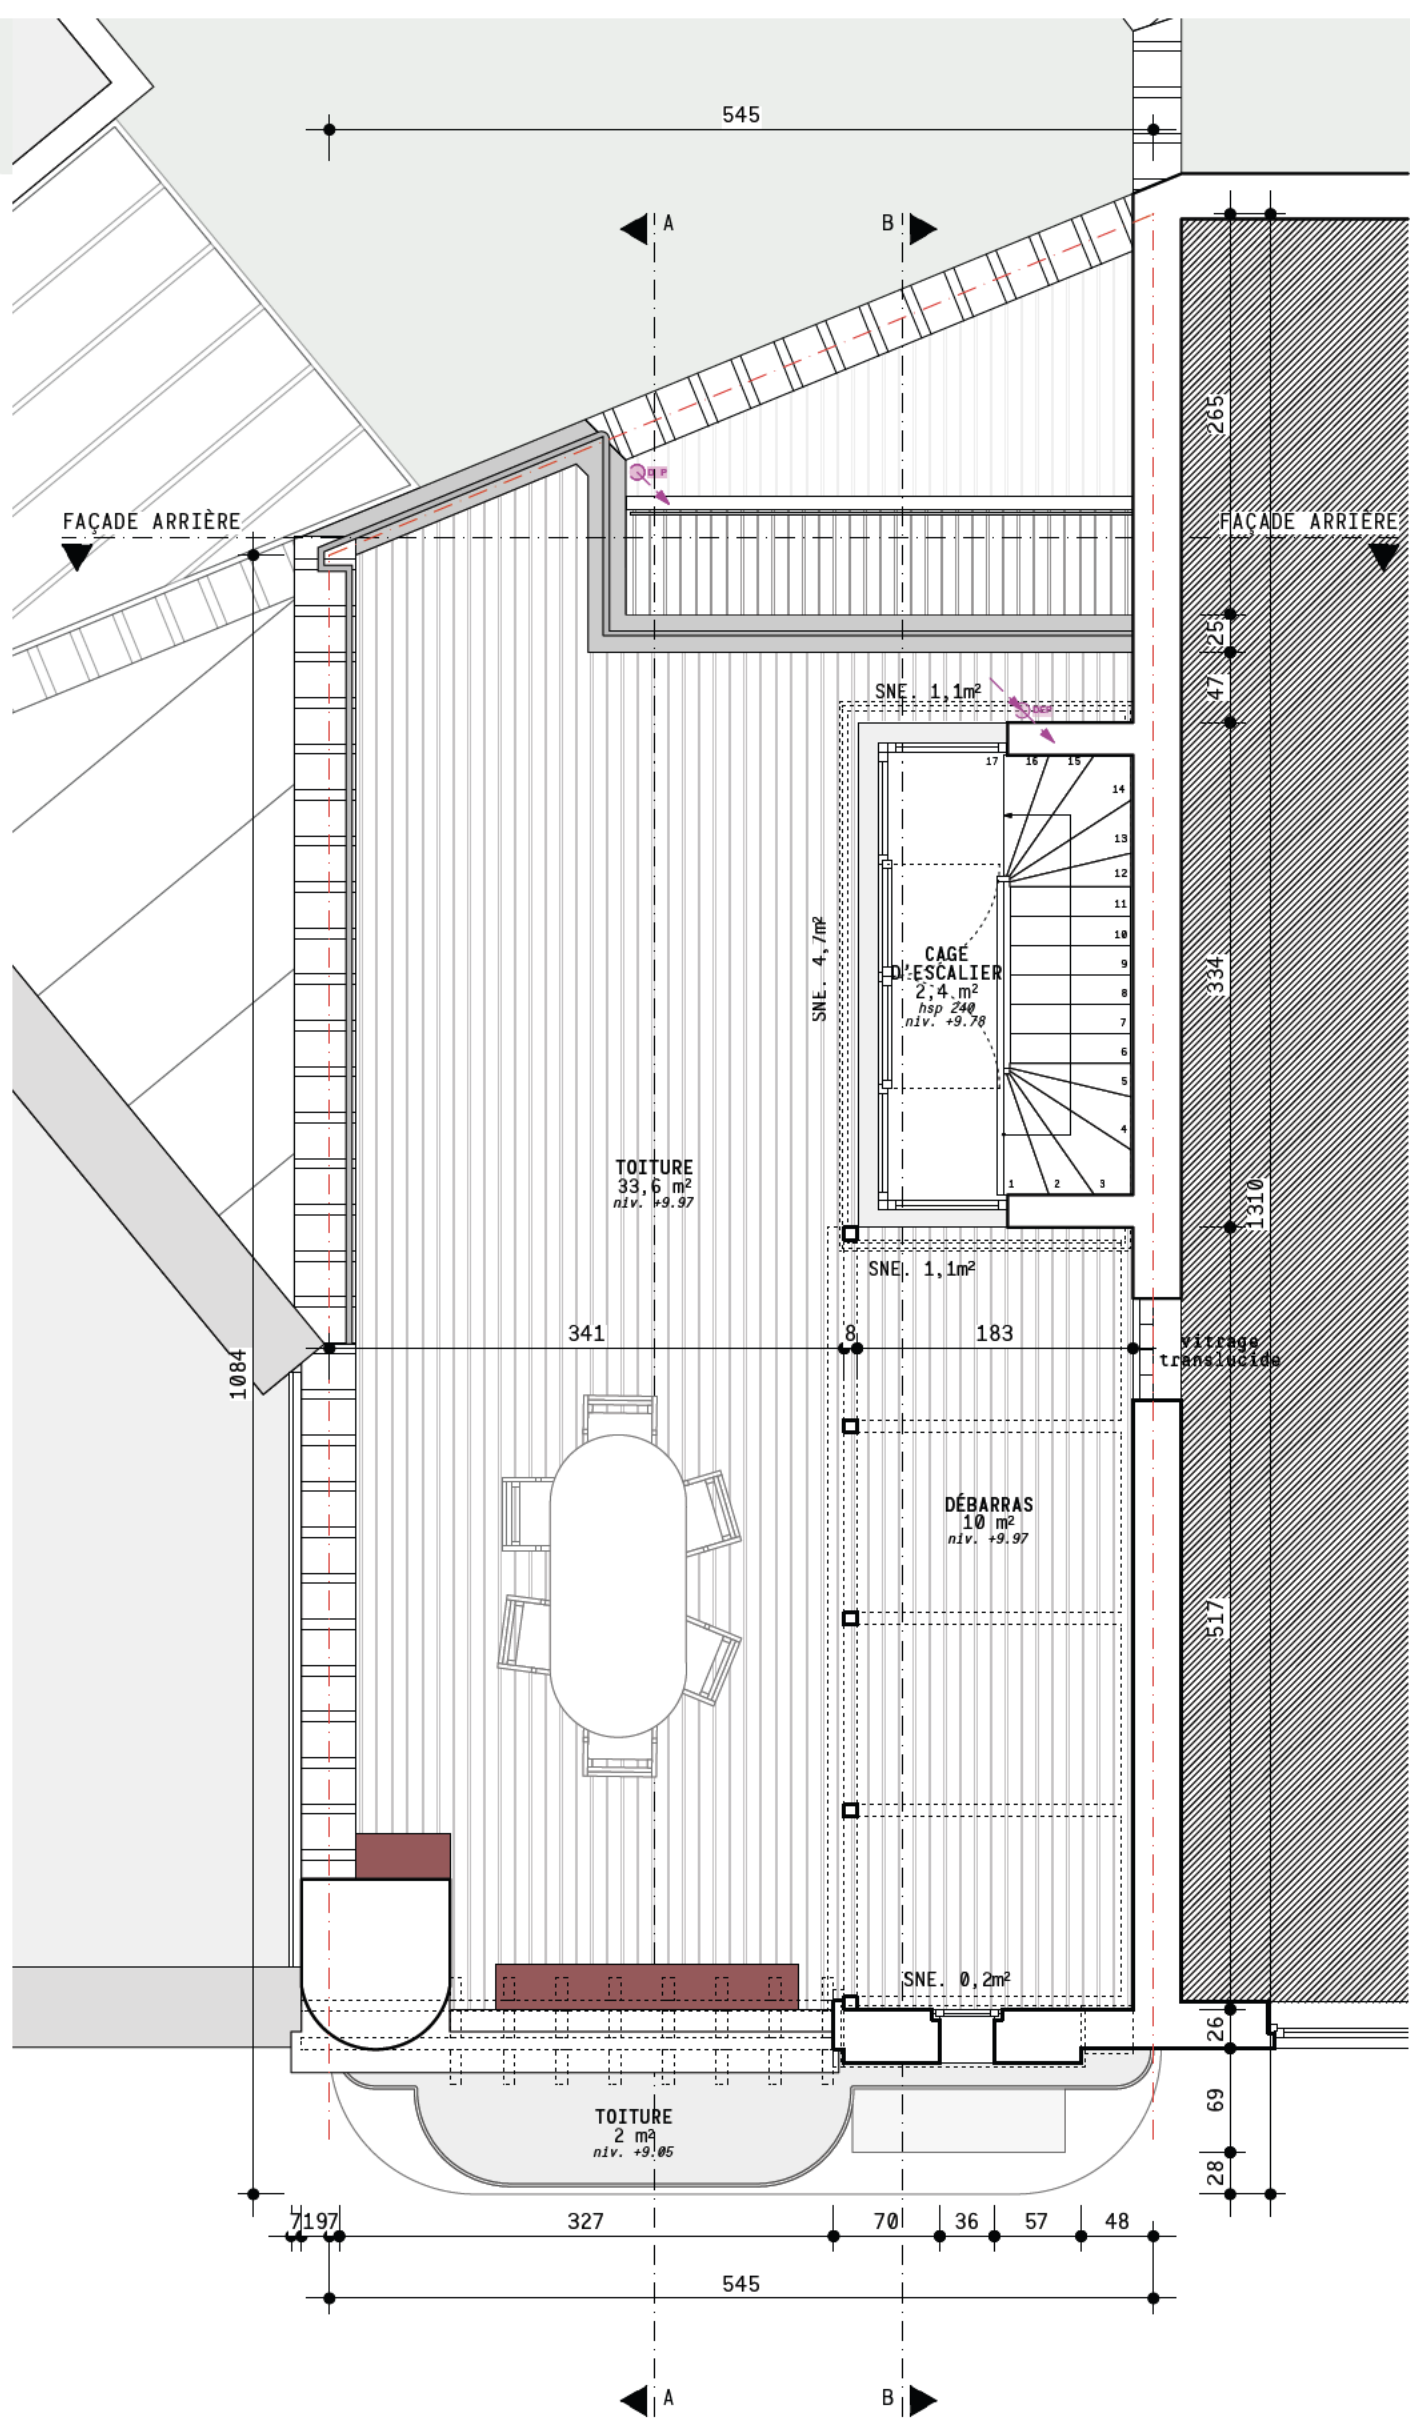 545
A
B
265
D P
FAÇADE ARRIÈRE
FAÇADE ARRIÈRE
25
47
SNE. 1,1m²
DEP
17
16
15
14
13
12
11
10
9
8
7
6
5
4
3
2
1
SNE. 4,7m²
CAGE
D'ESCALIER
2,4 m²
hsp 240
niv. +9.78
334
TOITURE
33,6 m²
niv. +9.97
1310
SNE. 1,1m²
341
8
183
vitrage
translucide
1084
DÉBARRAS
10 m²
niv. +9.97
517
SNE. 0,2m²
26
69
TOITURE
2 m²
niv. +9.05
28
7
19
7
327
70
36
57
48
545
A
B